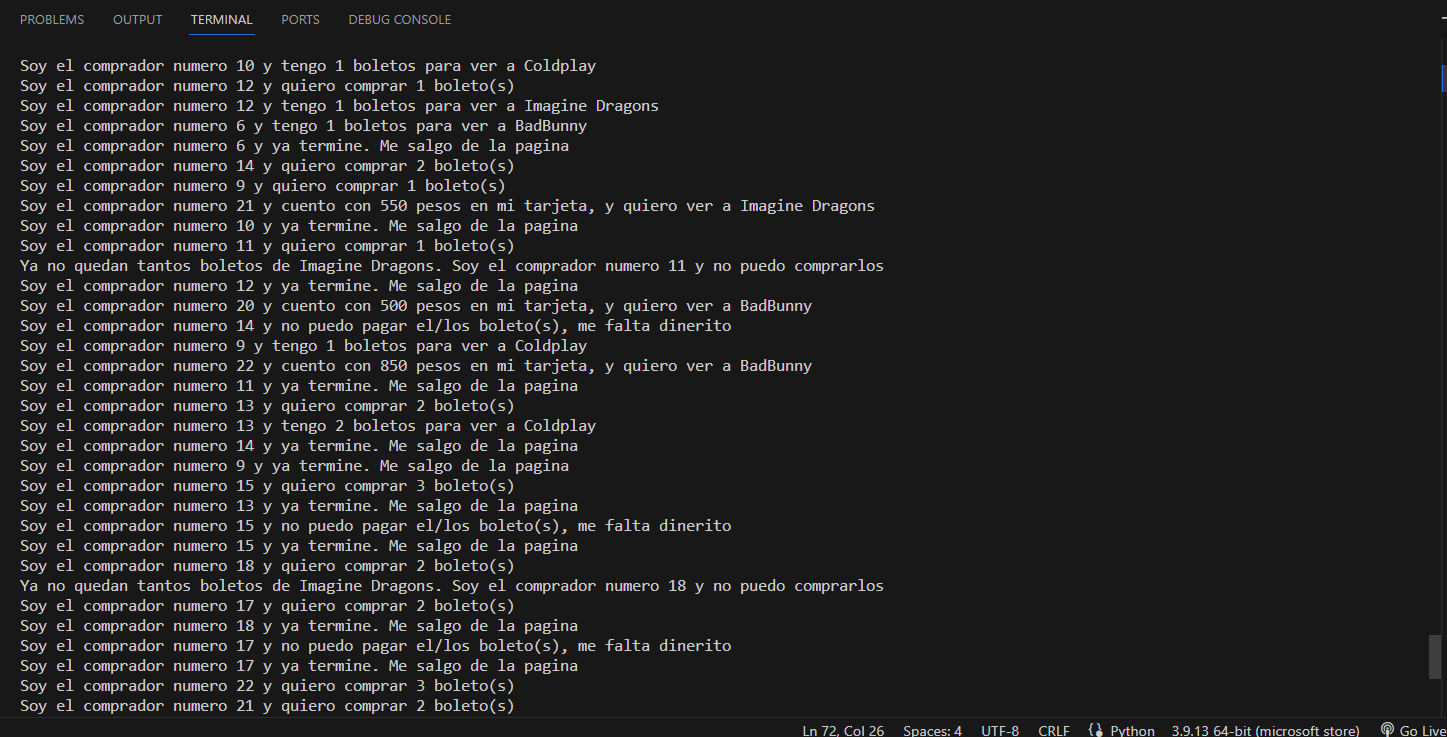 PROBLEMS OUTPUT TERMINAL PORTS DEBUG CONSOLE
Soy el comprador numero 10 y tengo 1 boletos para ver a Coldplay
Soy el comprador numero 12 y quiero comprar 1 boleto(s)
Soy el comprador numero 12 y tengo 1 boletos para ver a Imagine Dragons
Soy el comprador numero 6 y tengo 1 boletos para ver a BadBunny
Soy el comprador numero 6 y ya termine. Me salgo de la pagina
Soy el comprador numero 14 y quiero comprar 2 boleto(s)
Soy el comprador numero 9 y quiero comprar 1 boleto(s)
Soy el comprador numero 21 y cuento con 550 pesos en mi tarjeta, y quiero ver a Imagine Dragons
Soy el comprador numero 10 y ya termine. Me salgo de la pagina
Soy el comprador numero 11 y quiero comprar 1 boleto(s)
Ya no quedan tantos boletos de Imagine Dragons. Soy el comprador numero 11 y no puedo comprarlos
Soy el comprador numero 12 y ya termine. Me salgo de la pagina
Soy el comprador numero 20 y cuento con 500 pesos en mi tarjeta, y quiero ver a BadBunny
Soy el comprador numero 14 y no puedo pagar el/los boleto(s), me falta dinerito
Soy el comprador numero 9 y tengo 1 boletos para ver a Coldplay
Soy el comprador numero 22 y cuento con 850 pesos en mi tarjeta, y quiero ver a BadBunny
Soy el comprador numero 11 y ya termine. Me salgo de la pagina
Soy el comprador numero 13 y quiero comprar 2 boleto(s)
Soy el comprador numero 13 y tengo 2 boletos para ver a Coldplay
Soy el comprador numero 14 y ya termine. Me salgo de la pagina
Soy el comprador numero 9 y ya termine. Me salgo de la pagina
Soy el comprador numero 15 y quiero comprar 3 boleto(s)
Soy el comprador numero 13 y ya termine. Me salgo de la pagina
Soy el comprador numero 15 y no puedo pagar el/los boleto(s), me falta dinerito
Soy el comprador numero 15 y ya termine. Me salgo de la pagina
Soy el comprador numero 18 y quiero comprar 2 boleto(s)
Ya no quedan tantos boletos de Imagine Dragons. Soy el comprador numero 18 y no puedo comprarlos
Soy el comprador numero 17 y quiero comprar 2 boleto(s)
Soy el comprador numero 18 y ya termine. Me salgo de la pagina
Soy el comprador numero 17 y no puedo pagar el/los boleto(s), me falta dinerito
Soy el comprador numero 17 y ya termine. Me salgo de la pagina
Soy el comprador numero 22 y quiero comprar 3 boleto(s)
Soy el comprador numero 21 y quiero comprar 2 boleto(s)
Ln 72, Col 26 Spaces: 4 UTF-8 CRLF Python 3.9.13 64-bit (microsoft store) Go Live